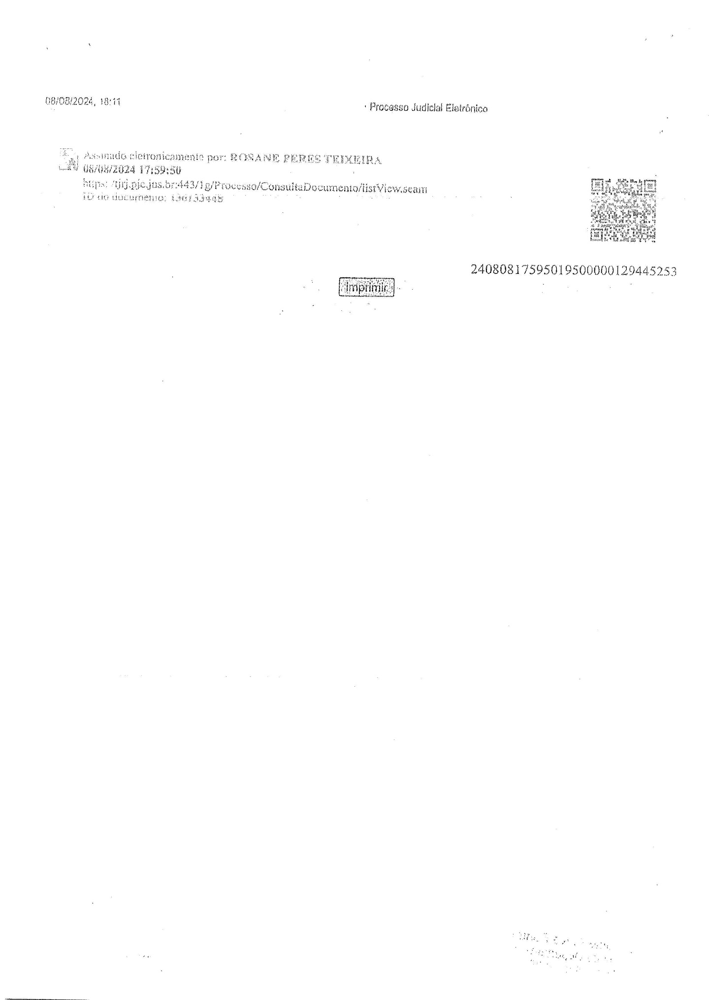 08/08/2024, 18:11
Processo Judicial Eletrônico
Assinado eletronicamente por: ROSANE PERES TEIXEIRA
08/08/2024 17:59:50
https://tjrj.pje.jus.br:443/1g/Processo/ConsultaDocumento/listView.seam
ID do documento: 136133448
24080817595019500000129445253
Imprimir